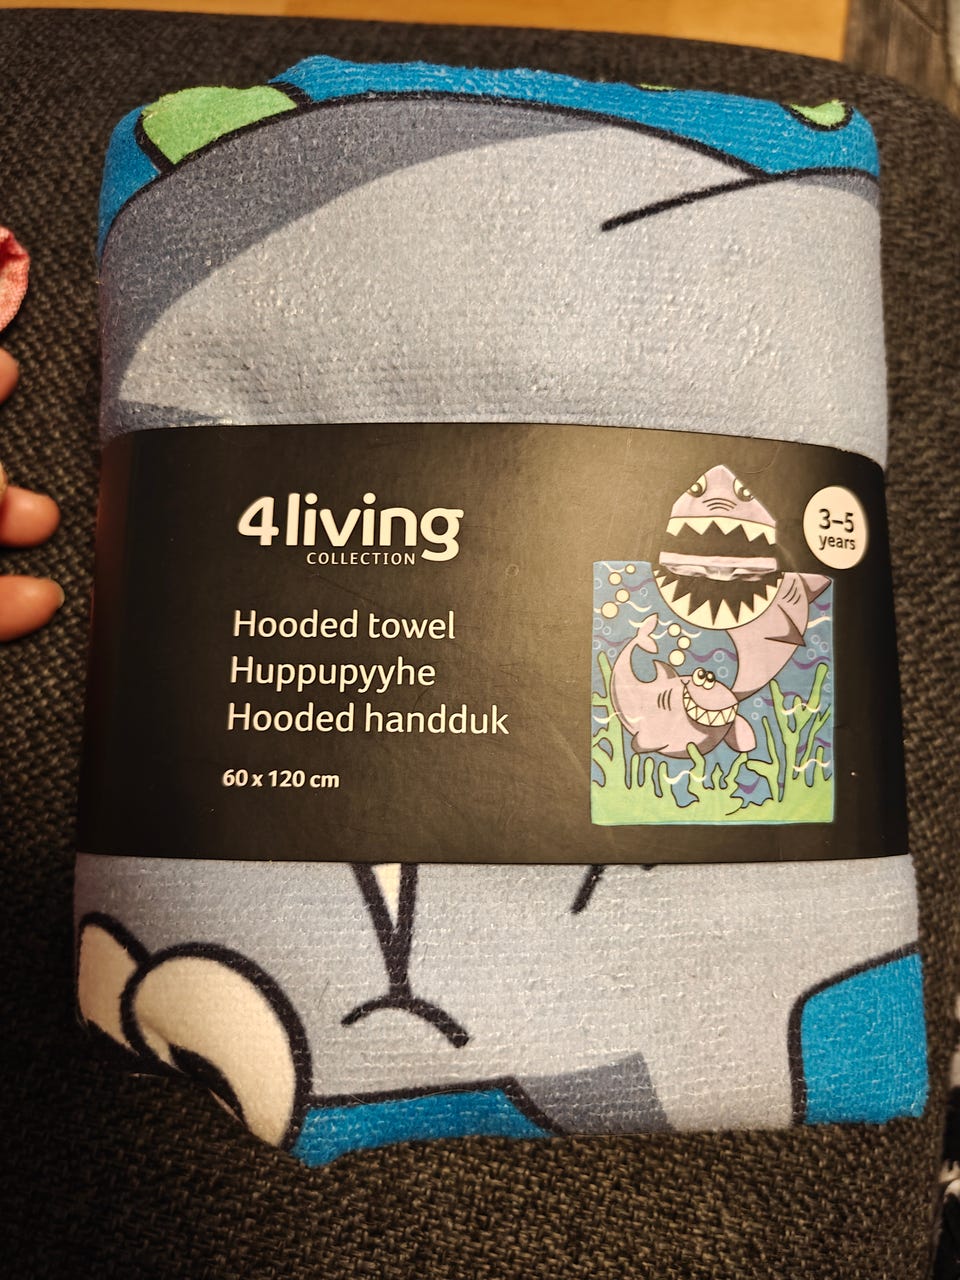 4living
COLLECTION
3–5
years
Hooded towel
Huppupyyhe
Hooded handduk
60 x 120 cm